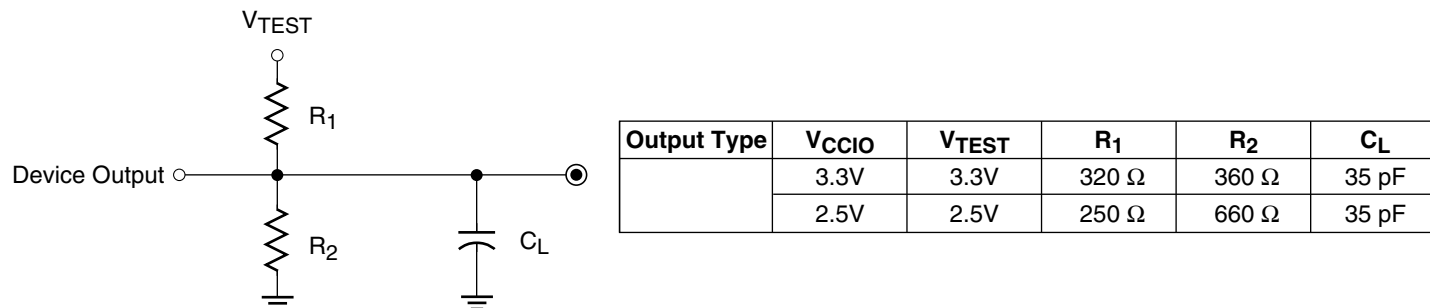 VTEST
R1
Device Output
R2
CL
Output Type VCCIO VTEST R1 R2 CL
3.3V 3.3V 320 Ω 360 Ω 35 pF
2.5V 2.5V 250 Ω 660 Ω 35 pF